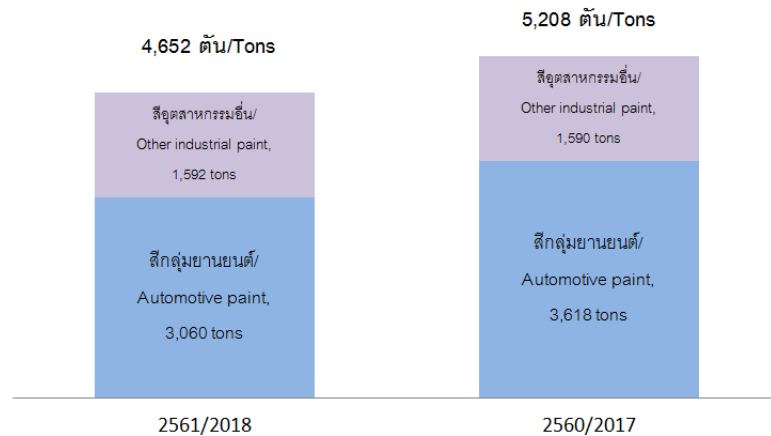 4,652 ตัน/Tons
สีอุตสาหกรรมอื่น/
Other industrial paint,
1,592 tons
สีกลุ่มยานยนต์/
Automotive paint,
3,060 tons
2561/2018
5,208 ตัน/Tons
สีอุตสาหกรรมอื่น/
Other industrial paint,
1,590 tons
สีกลุ่มยานยนต์/
Automotive paint,
3,618 tons
2560/2017